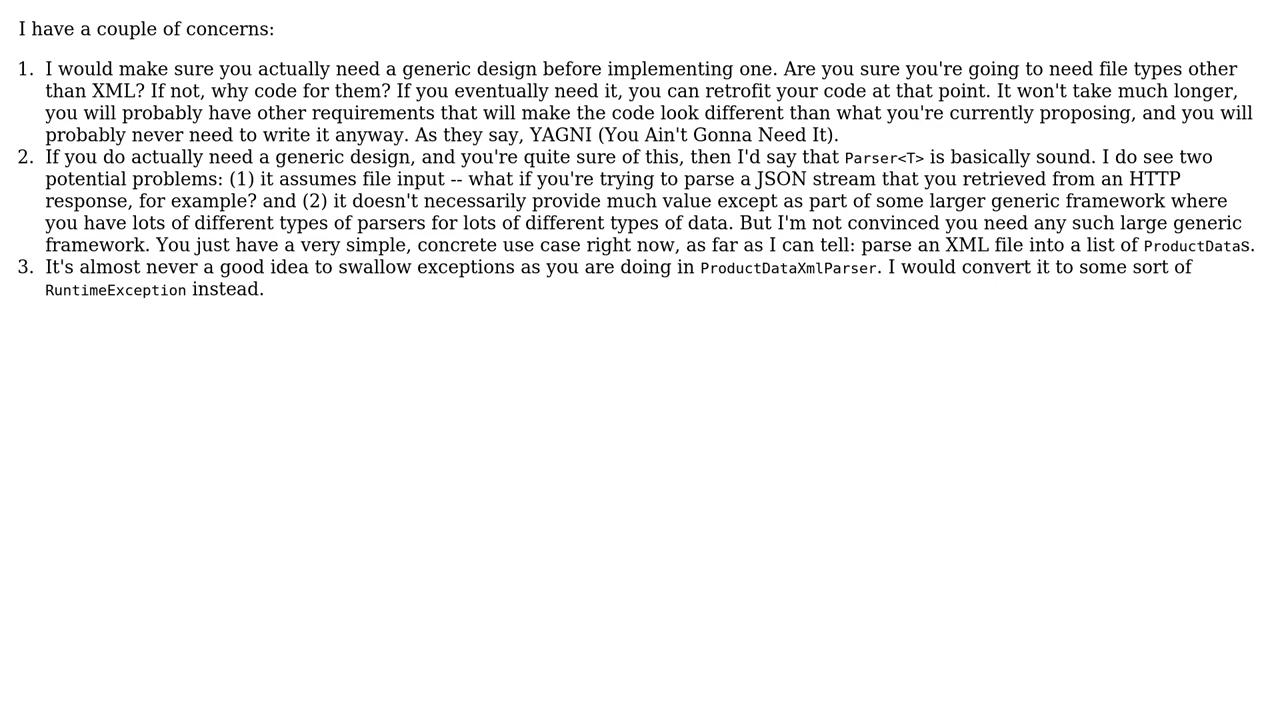 I have a couple of concerns:
1. I would make sure you actually need a generic design before implementing one. Are you sure you're going to need file types other
than XML? If not, why code for them? If you eventually need it, you can retrofit your code at that point. It won't take much longer,
you will probably have other requirements that will make the code look different than what you're currently proposing, and you will
probably never need to write it anyway. As they say, YAGNI (You Ain't Gonna Need It).
2. If you do actually need a generic design, and you're quite sure of this, then I'd say that Parser<T> is basically sound. I do see two
potential problems: (1) it assumes file input -- what if you're trying to parse a JSON stream that you retrieved from an HTTP
response, for example? and (2) it doesn't necessarily provide much value except as part of some larger generic framework where
you have lots of different types of parsers for lots of different types of data. But I'm not convinced you need any such large generic
framework. You just have a very simple, concrete use case right now, as far as I can tell: parse an XML file into a list of ProductDatas.
3. It's almost never a good idea to swallow exceptions as you are doing in ProductDataXmlParser. I would convert it to some sort of
RuntimeException instead.